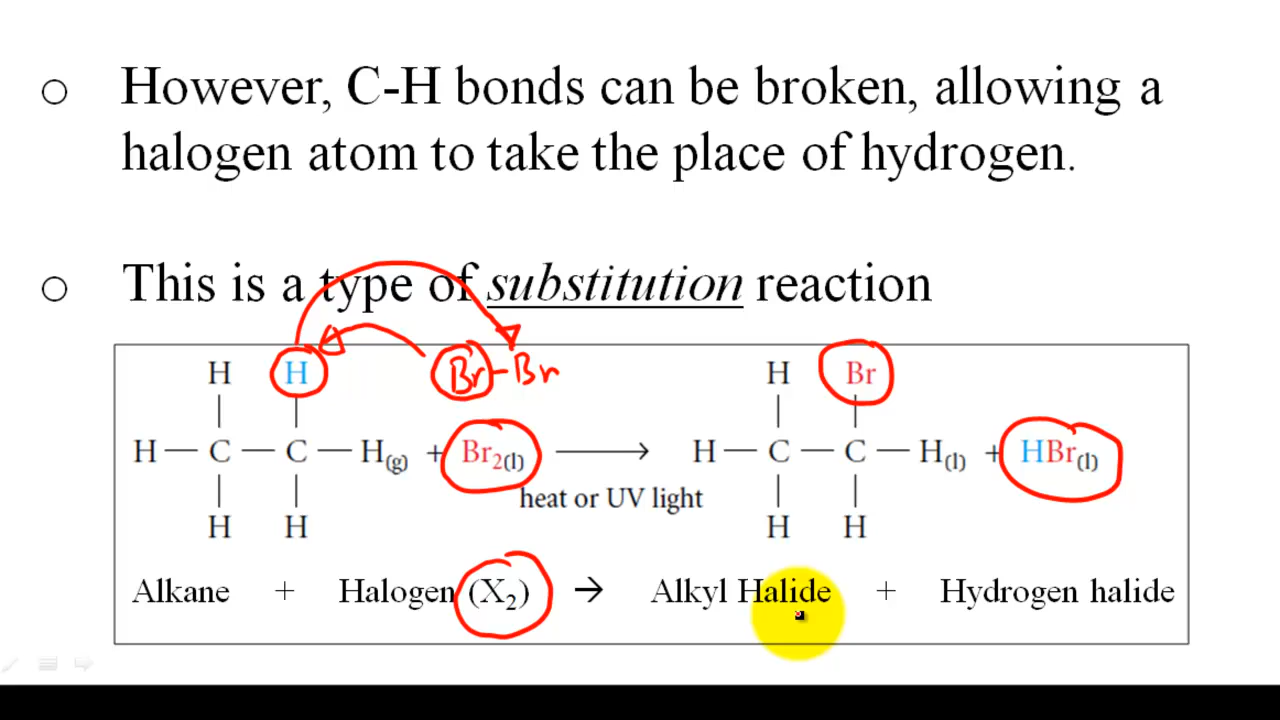 o However, C-H bonds can be broken, allowing a
halogen atom to take the place of hydrogen.
o This is a type of substitution reaction
H H Br-Br H Br
| | | |
H — C — C — H(g) + Br2(l) ⟶ H — C — C — H(l) + HBr(l)
| | heat or UV light | |
H H H H
Alkane + Halogen (X2) → Alkyl Halide + Hydrogen halide